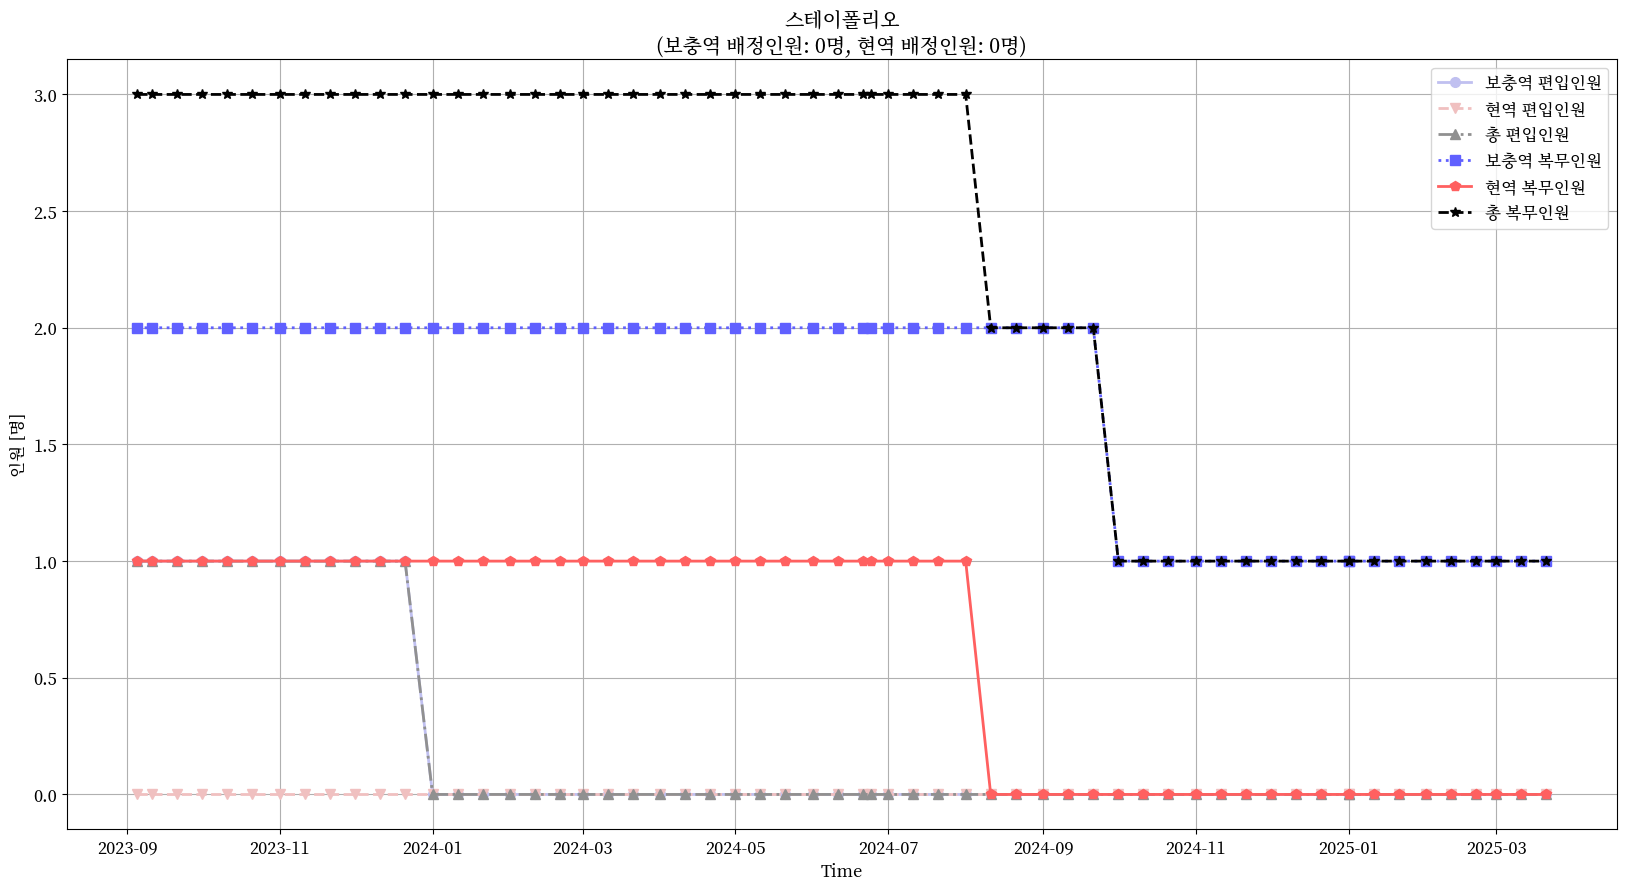 스테이폴리오
(보충역 배정인원: 0명, 현역 배정인원: 0명)
보충역 편입인원
현역 편입인원
총 편입인원
보충역 복무인원
현역 복무인원
총 복무인원
인원 [명]
3.0
2.5
2.0
1.5
1.0
0.5
0.0
2023-09
2023-11
2024-01
2024-03
2024-05
2024-07
2024-09
2024-11
2025-01
2025-03
Time